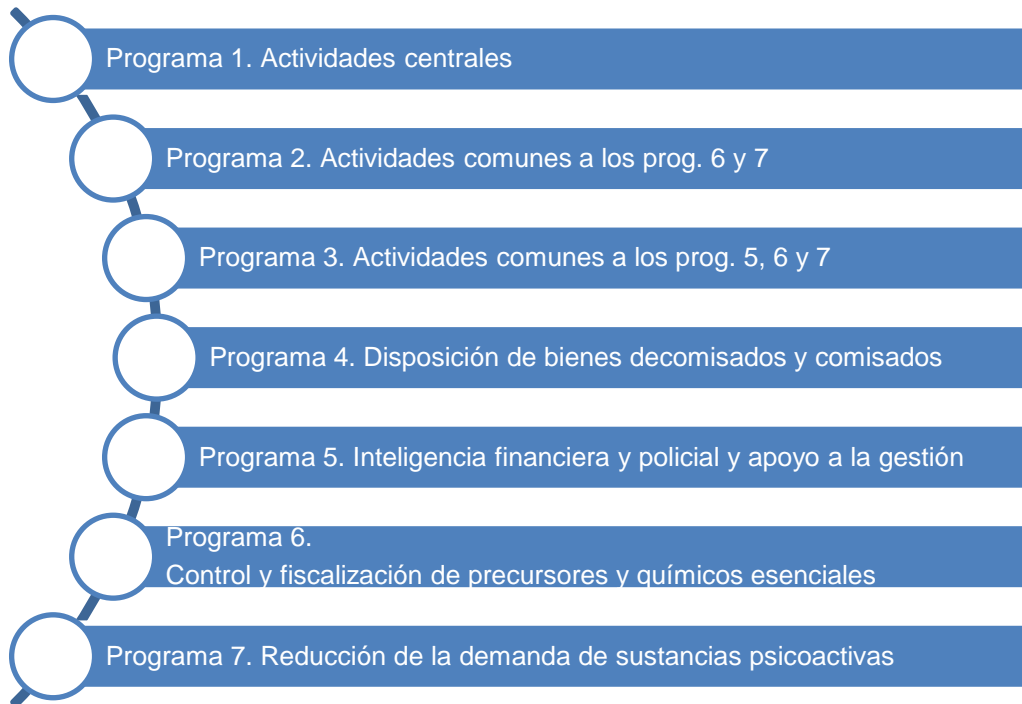 Programa 1. Actividades centrales
Programa 2. Actividades comunes a los prog. 6 y 7
Programa 3. Actividades comunes a los prog. 5, 6 y 7
Programa 4. Disposición de bienes decomisados y comisados
Programa 5. Inteligencia financiera y policial y apoyo a la gestión
Programa 6.
Control y fiscalización de precursores y químicos esenciales
Programa 7. Reducción de la demanda de sustancias psicoactivas